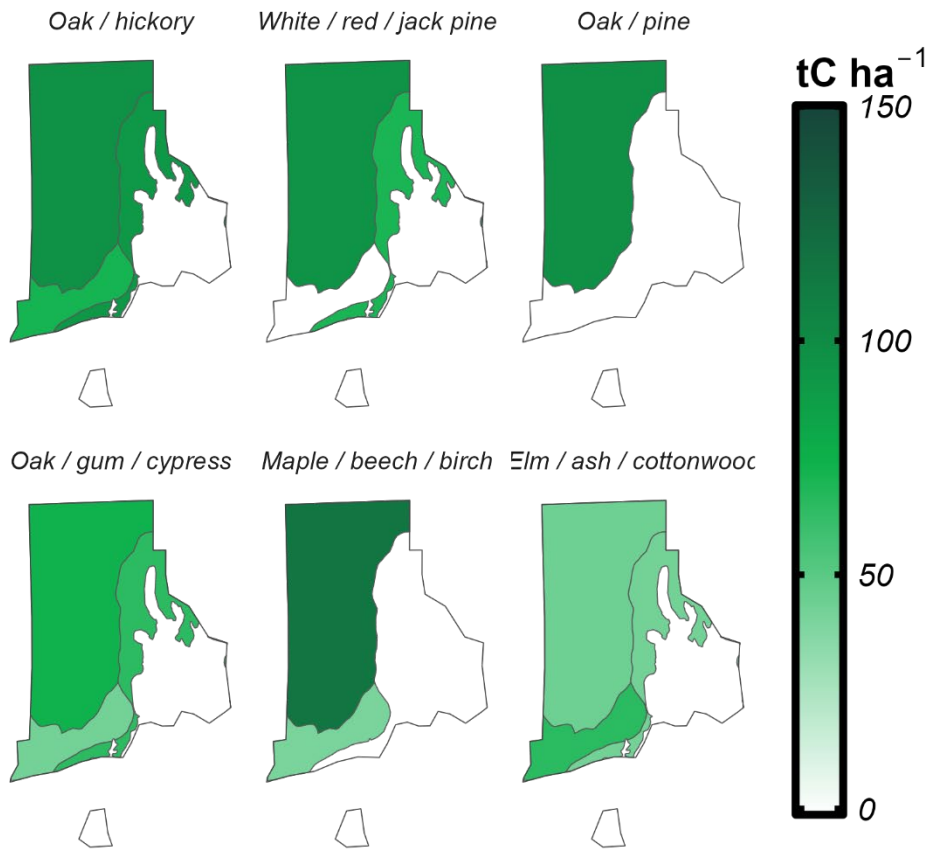 Oak / hickory
White / red / jack pine
Oak / pine
tC ha⁻¹
150
100
50
0
Oak / gum / cypress
Maple / beech / birch
Elm / ash / cottonwood